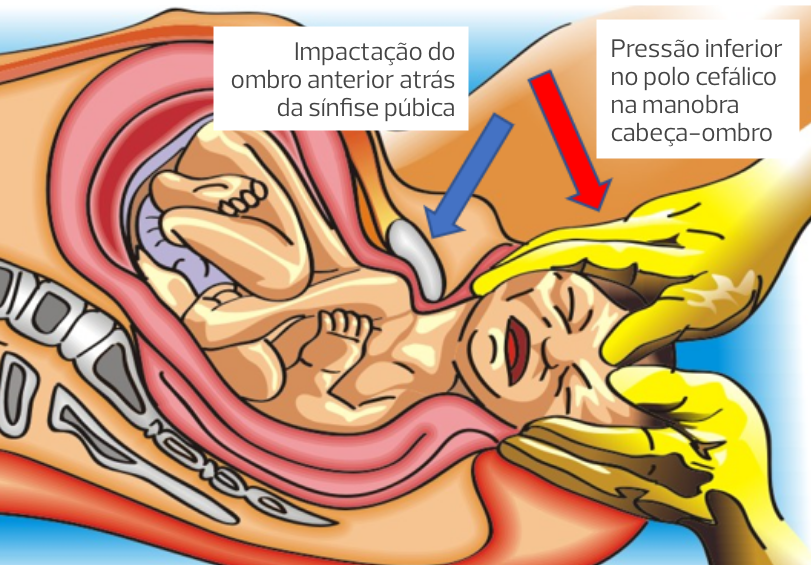 Impactação do
ombro anterior atrás
da sínfise púbica
Pressão inferior
no polo cefálico
na manobra
cabeça-ombro